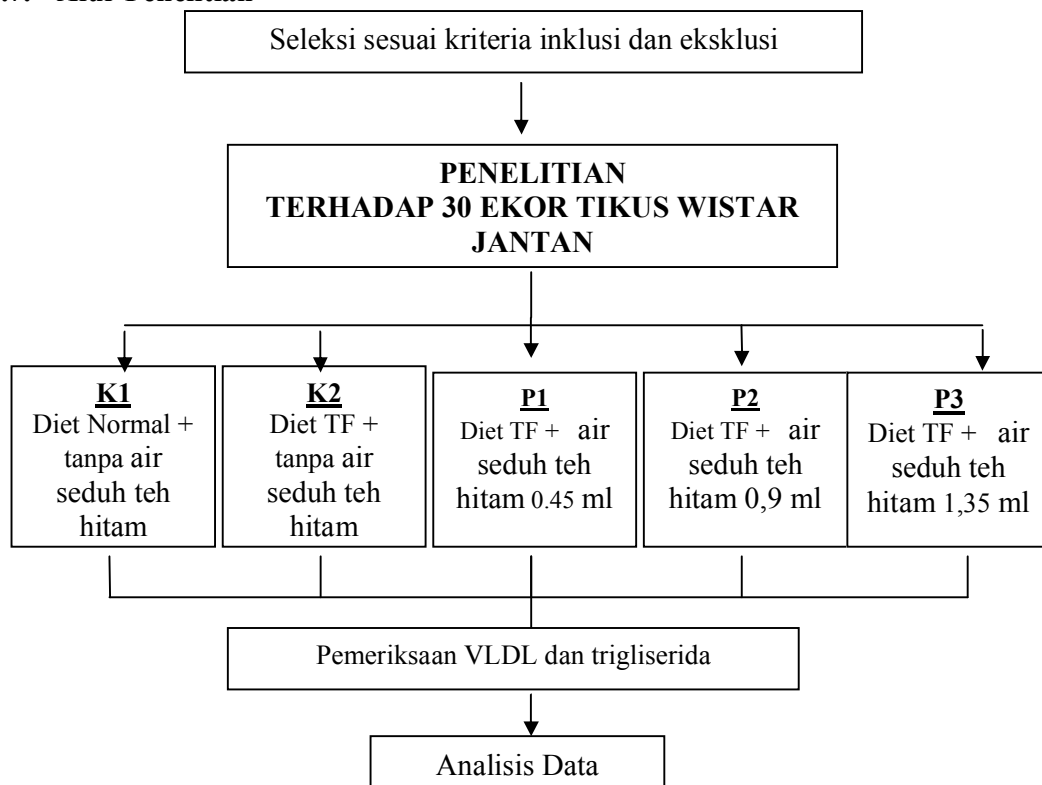 Seleksi sesuai kriteria inklusi dan eksklusi
PENELITIAN
TERHADAP 30 EKOR TIKUS WISTAR
JANTAN
K1
Diet Normal +
tanpa air
seduh teh
hitam
K2
Diet TF +
tanpa air
seduh teh
hitam
P1
Diet TF + air
seduh teh
hitam 0.45 ml
P2
Diet TF + air
seduh teh
hitam 0,9 ml
P3
Diet TF + air
seduh teh
hitam 1,35 ml
Pemeriksaan VLDL dan trigliserida
Analisis Data